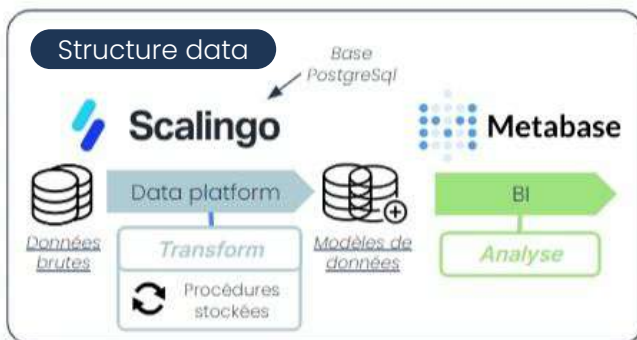 Structure data
Base
PostgreSql
Scalingo
Metabase
Data platform
BI
Données
brutes
Transform
Modèles de
données
Analyse
Procédures
stockées